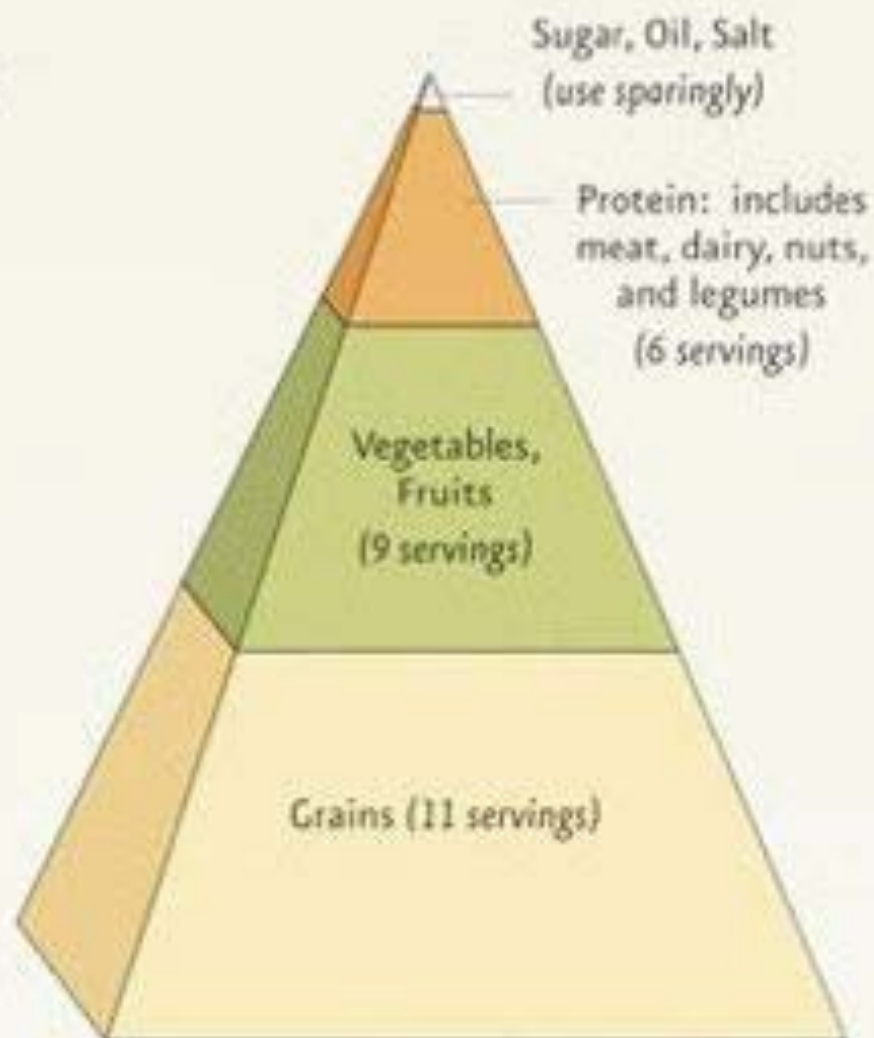 Sugar, Oil, Salt
(use sparingly)
Protein: includes
meat, dairy, nuts,
and legumes
(6 servings)
Vegetables,
Fruits
(9 servings)
Grains (11 servings)